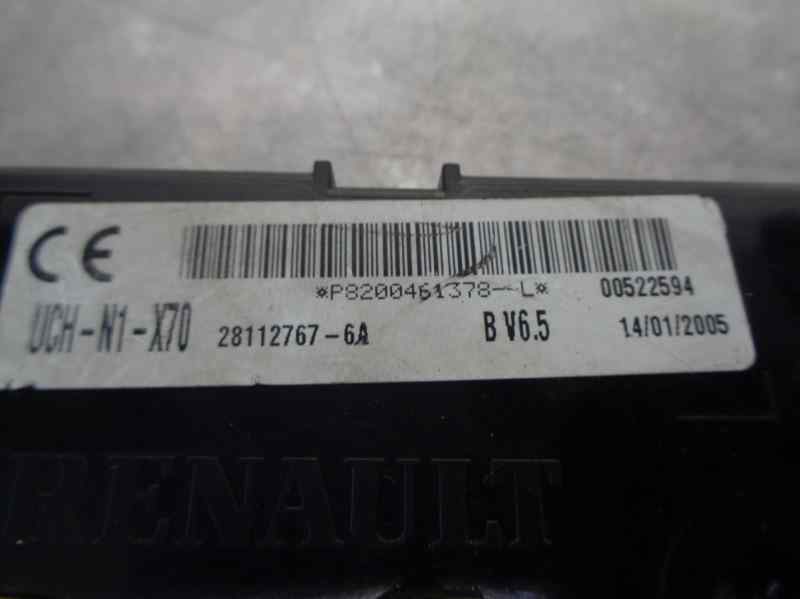 CE
*P8200461378--L* 00522594
UCH-N1-X70 28112767-6A B V6.5 14/01/2005
RENAULT